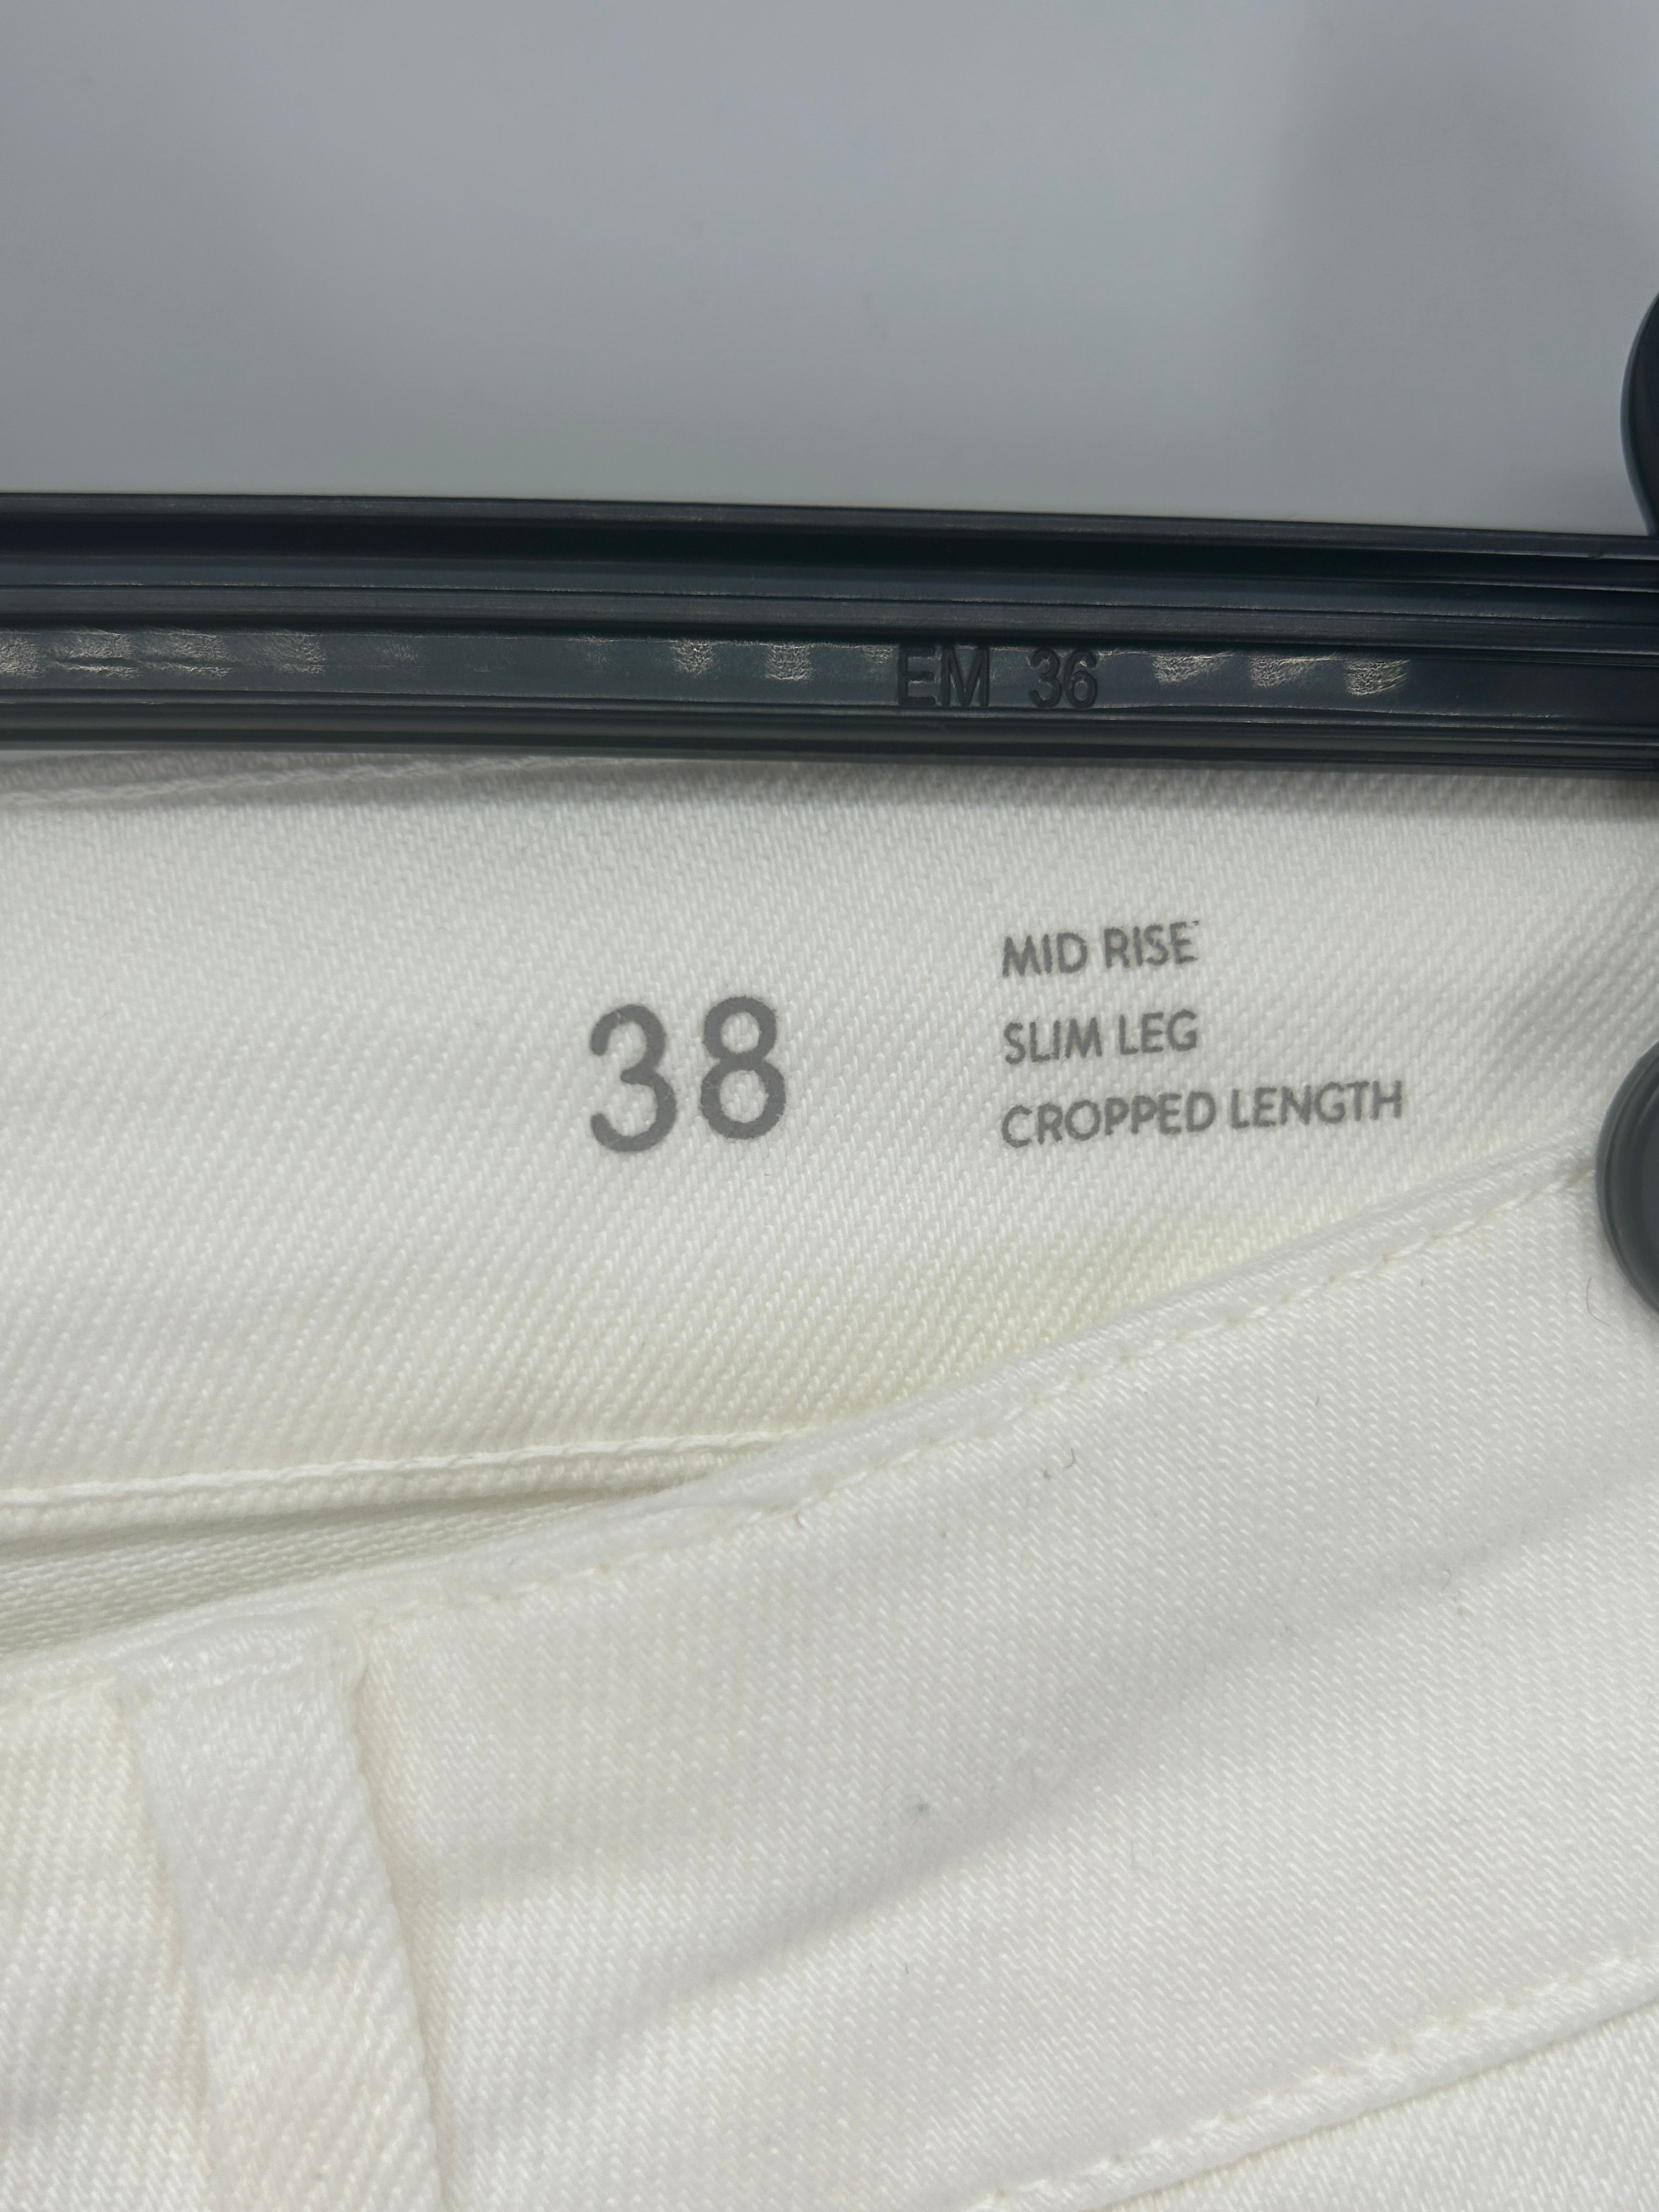 EM 36
38
MID RISE
SLIM LEG
CROPPED LENGTH